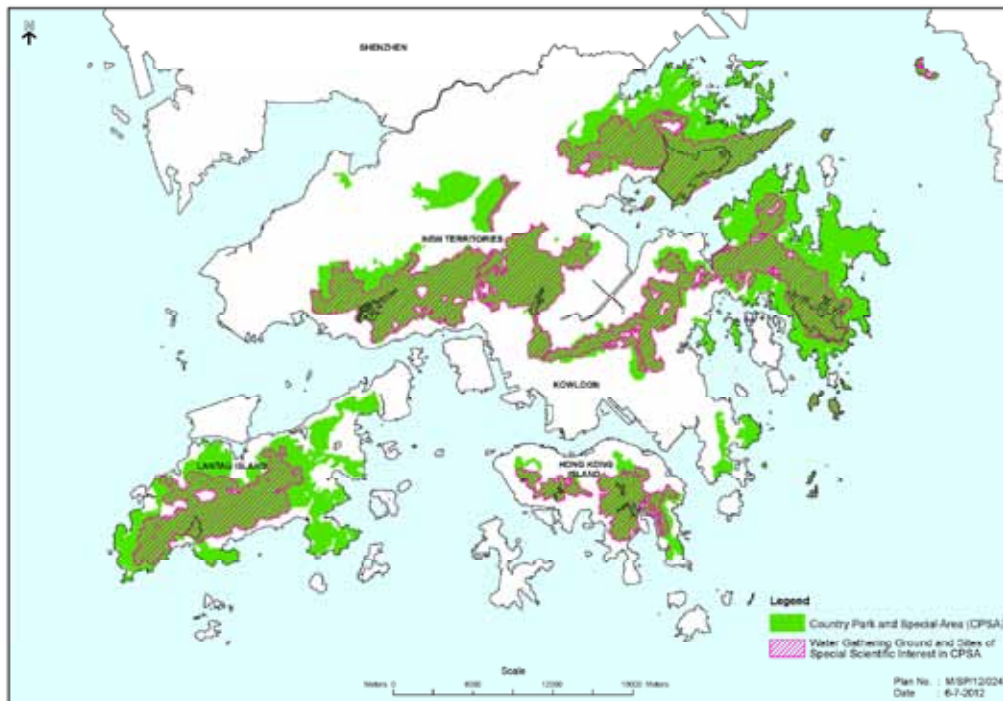 N
SHENZHEN
NEW TERRITORIES
KOWLOON
LANTAU ISLAND
HONG KONG
ISLAND
Legend
Country Park and Special Area (CPSA)
Water Gathering Ground and Sites of
Special Scientific Interest in CPSA
Scale
Meters 0 6000 12000 18000 Meters
Plan No. : M/SP/12/024
Date : 6-7-2012